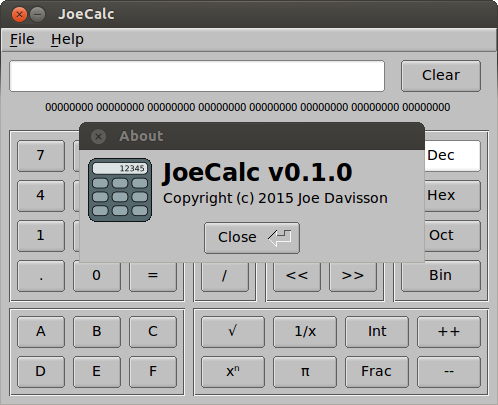 JoeCalc
File Help
Clear
00000000 00000000 00000000 00000000 00000000 00000000 00000000 00000000
About
12345
JoeCalc v0.1.0
Copyright (c) 2015 Joe Davisson
Close
7 Dec
4 Hex
1 Oct
. 0 = / << >> Bin
A B C √ 1/x Int ++
D E F xⁿ π Frac --